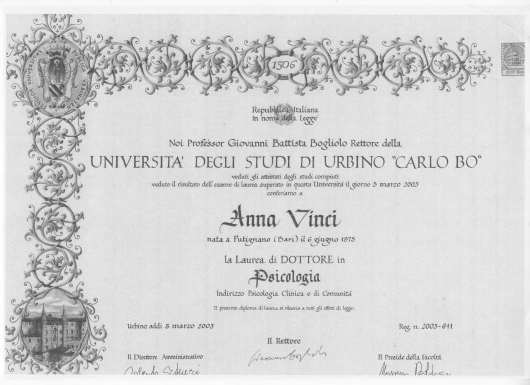 1506
Repubblica Italiana
in nome della Legge
Noi Professor Giovanni Battista Bogliolo Rettore della
UNIVERSITA' DEGLI STUDI DI URBINO "CARLO BO"
veduti gli attestati degli studi compiuti
veduto il risultato dell'esame di laurea superato in questa Università il giorno 5 marzo 2003
conferiamo a
Anna Vinci
nata a Putignano (Bari) il 6 giugno 1975
la Laurea di DOTTORE in
Psicologia
Indirizzo Psicologia Clinica e di Comunità
Il presente diploma di laurea si rilascia a tutti gli effetti di legge.
Urbino addì 5 marzo 2003
Reg. n. 2003-611
Il Direttore Amministrativo
Il Rettore
Il Preside della Facoltà